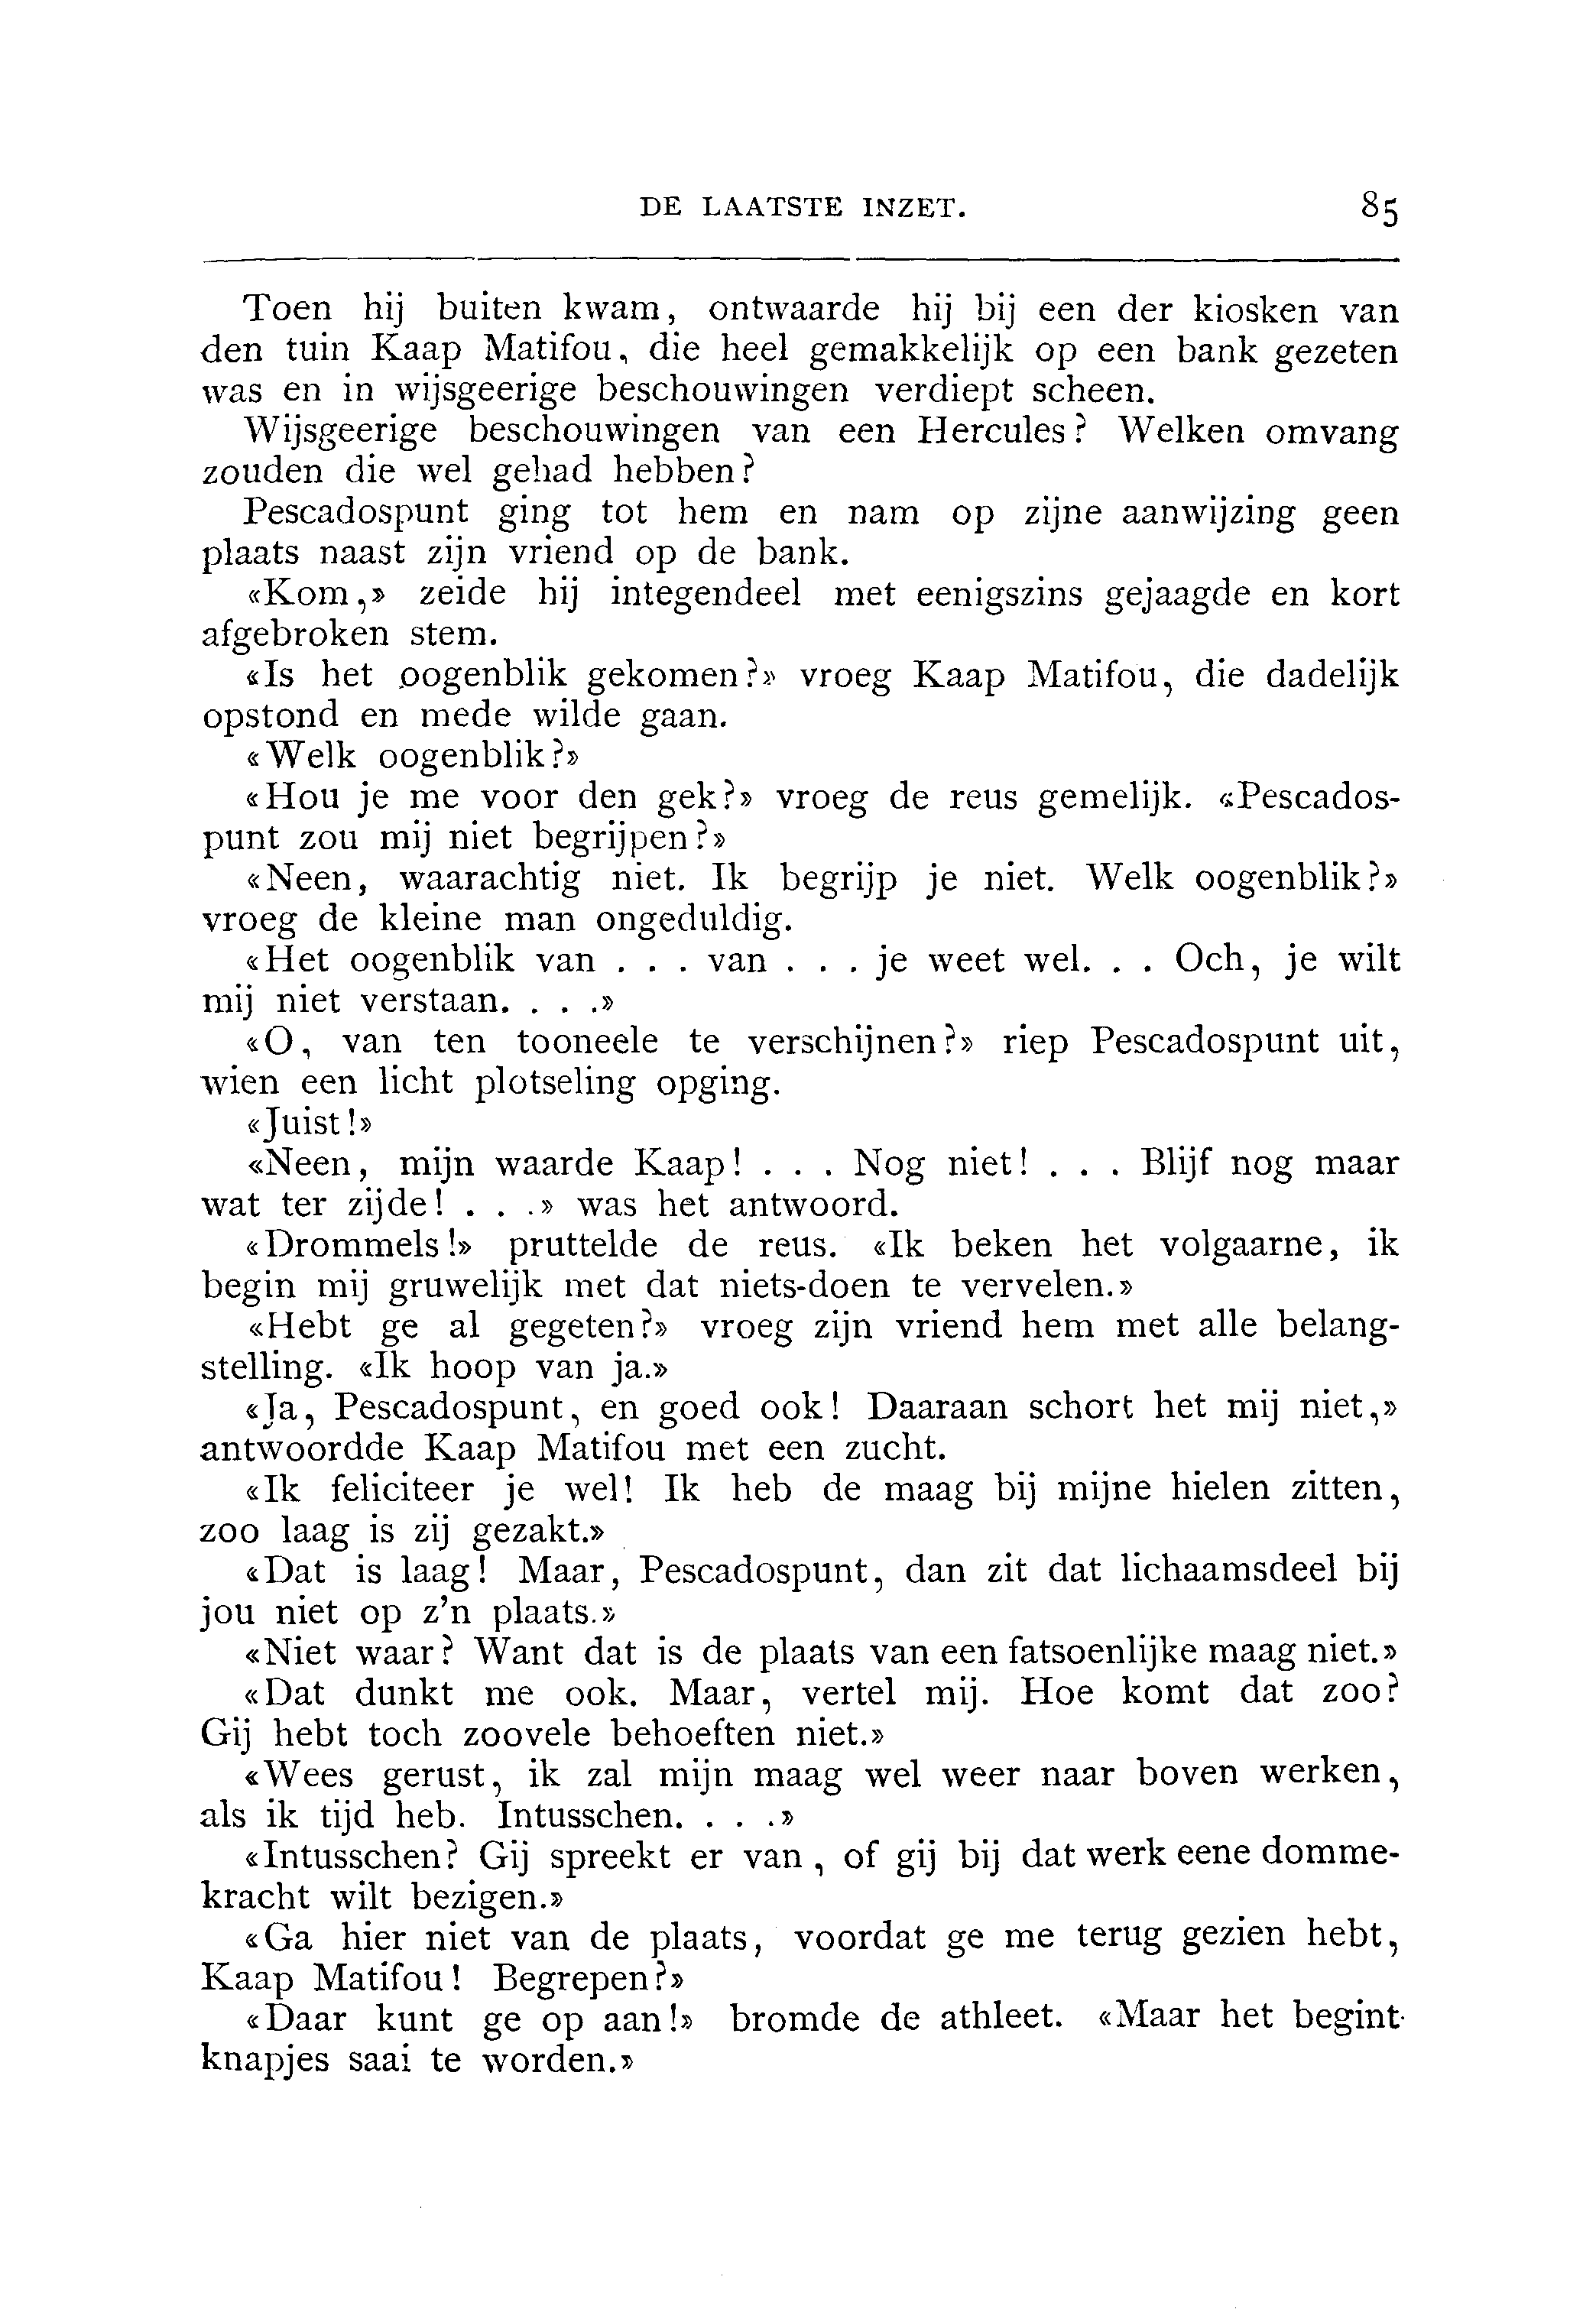 DE LAATSTE INZET. 85
Toen hij buiten kwam, ontwaarde hij bij een der kiosken van
den tuin Kaap Matifou, die heel gemakkelijk op een bank gezeten
was en in wijsgeerige beschouwingen verdiept scheen.
Wijsgeerige beschouwingen van een Hercules? Welken omvang
zouden die wel gehad hebben?
Pescadospunt ging tot hem en nam op zijne aanwijzing geen
plaats naast zijn vriend op de bank.
«Kom,» zeide hij integendeel met eenigszins gejaagde en kort
afgebroken stem.
«Is het oogenblik gekomen?» vroeg Kaap Matifou, die dadelijk
opstond en mede wilde gaan.
«Welk oogenblik?»
«Hou je me voor den gek?» vroeg de reus gemelijk. «Pescados-
punt zou mij niet begrijpen?»
«Neen, waarachtig niet. Ik begrijp je niet. Welk oogenblik?»
vroeg de kleine man ongeduldig.
«Het oogenblik van . . . van . . . je weet wel. . . Och, je wilt
mij niet verstaan. . . .»
«O, van ten tooneele te verschijnen?» riep Pescadospunt uit,
wien een licht plotseling opging.
«Juist!»
«Neen, mijn waarde Kaap! . . . Nog niet! . . . Blijf nog maar
wat ter zijde! . . .» was het antwoord.
«Drommels!» pruttelde de reus. «Ik beken het volgaarne, ik
begin mij gruwelijk met dat niets-doen te vervelen.»
«Hebt ge al gegeten?» vroeg zijn vriend hem met alle belang-
stelling. «Ik hoop van ja.»
«Ja, Pescadospunt, en goed ook! Daaraan schort het mij niet,»
antwoordde Kaap Matifou met een zucht.
«Ik feliciteer je wel! Ik heb de maag bij mijne hielen zitten,
zoo laag is zij gezakt.»
«Dat is laag! Maar, Pescadospunt, dan zit dat lichaamsdeel bij
jou niet op z'n plaats.»
«Niet waar? Want dat is de plaats van een fatsoenlijke maag niet.»
«Dat dunkt me ook. Maar, vertel mij. Hoe komt dat zoo?
Gij hebt toch zoovele behoeften niet.»
«Wees gerust, ik zal mijn maag wel weer naar boven werken,
als ik tijd heb. Intusschen. . . .»
«Intusschen? Gij spreekt er van, of gij bij dat werk eene domme-
kracht wilt bezigen.»
«Ga hier niet van de plaats, voordat ge me terug gezien hebt,
Kaap Matifou! Begrepen?»
«Daar kunt ge op aan!» bromde de athleet. «Maar het begint
knapjes saai te worden.»